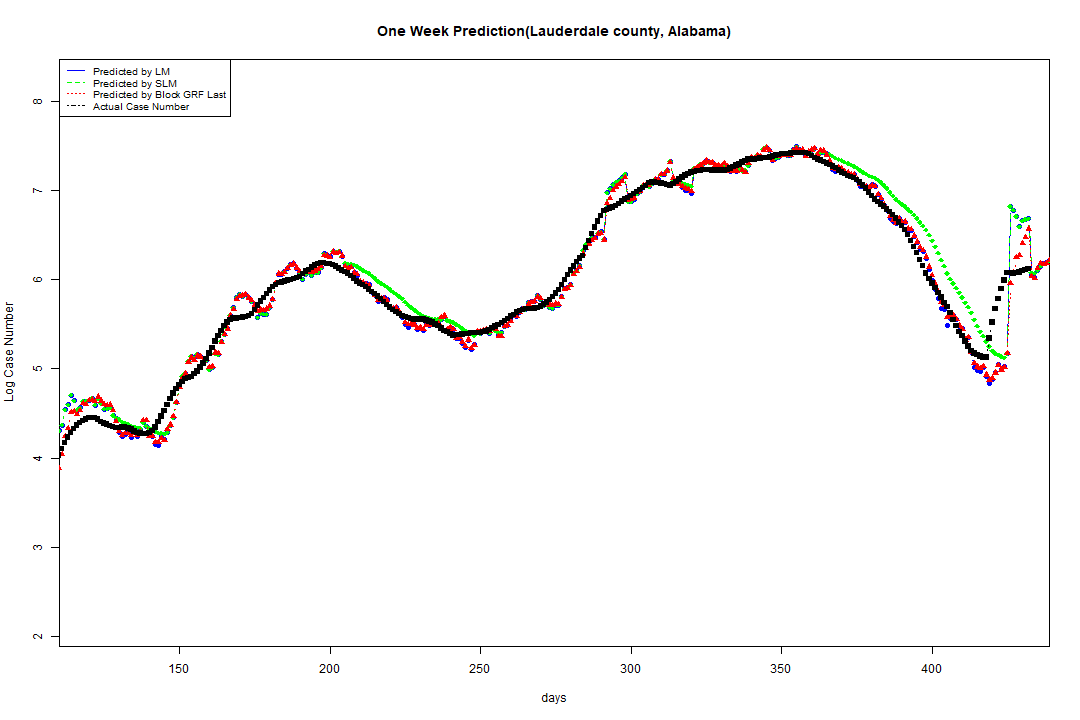 One Week Prediction(Lauderdale county, Alabama)
Predicted by LM
Predicted by SLM
Predicted by Block GRF Last
Actual Case Number
8
7
6
5
4
3
2
Log Case Number
150 200 250 300 350 400
days